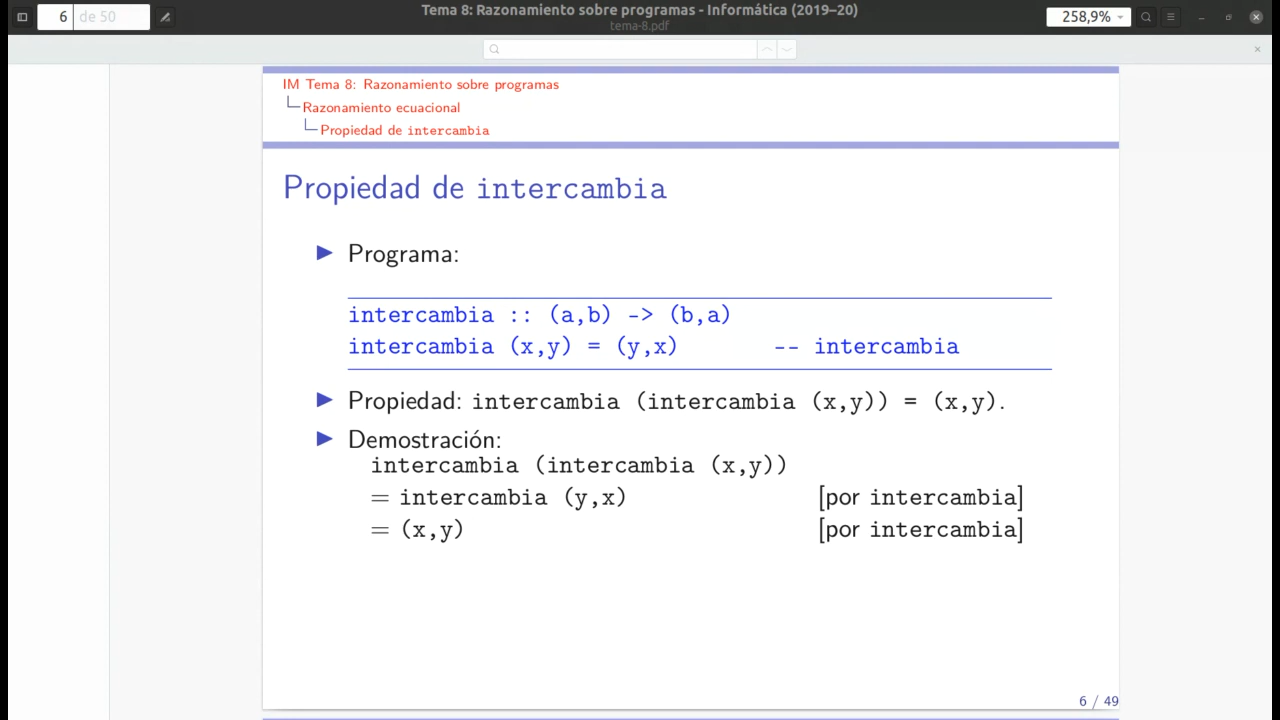 Tema 8: Razonamiento sobre programas - Informática (2019–20)
tema-8.pdf
6 de 50
258,9%
IM Tema 8: Razonamiento sobre programas
Razonamiento ecuacional
Propiedad de intercambia
Propiedad de intercambia
Programa:
intercambia :: (a,b) -> (b,a)
intercambia (x,y) = (y,x) -- intercambia
Propiedad: intercambia (intercambia (x,y)) = (x,y).
Demostración:
intercambia (intercambia (x,y))
= intercambia (y,x) [por intercambia]
= (x,y) [por intercambia]
6 / 49